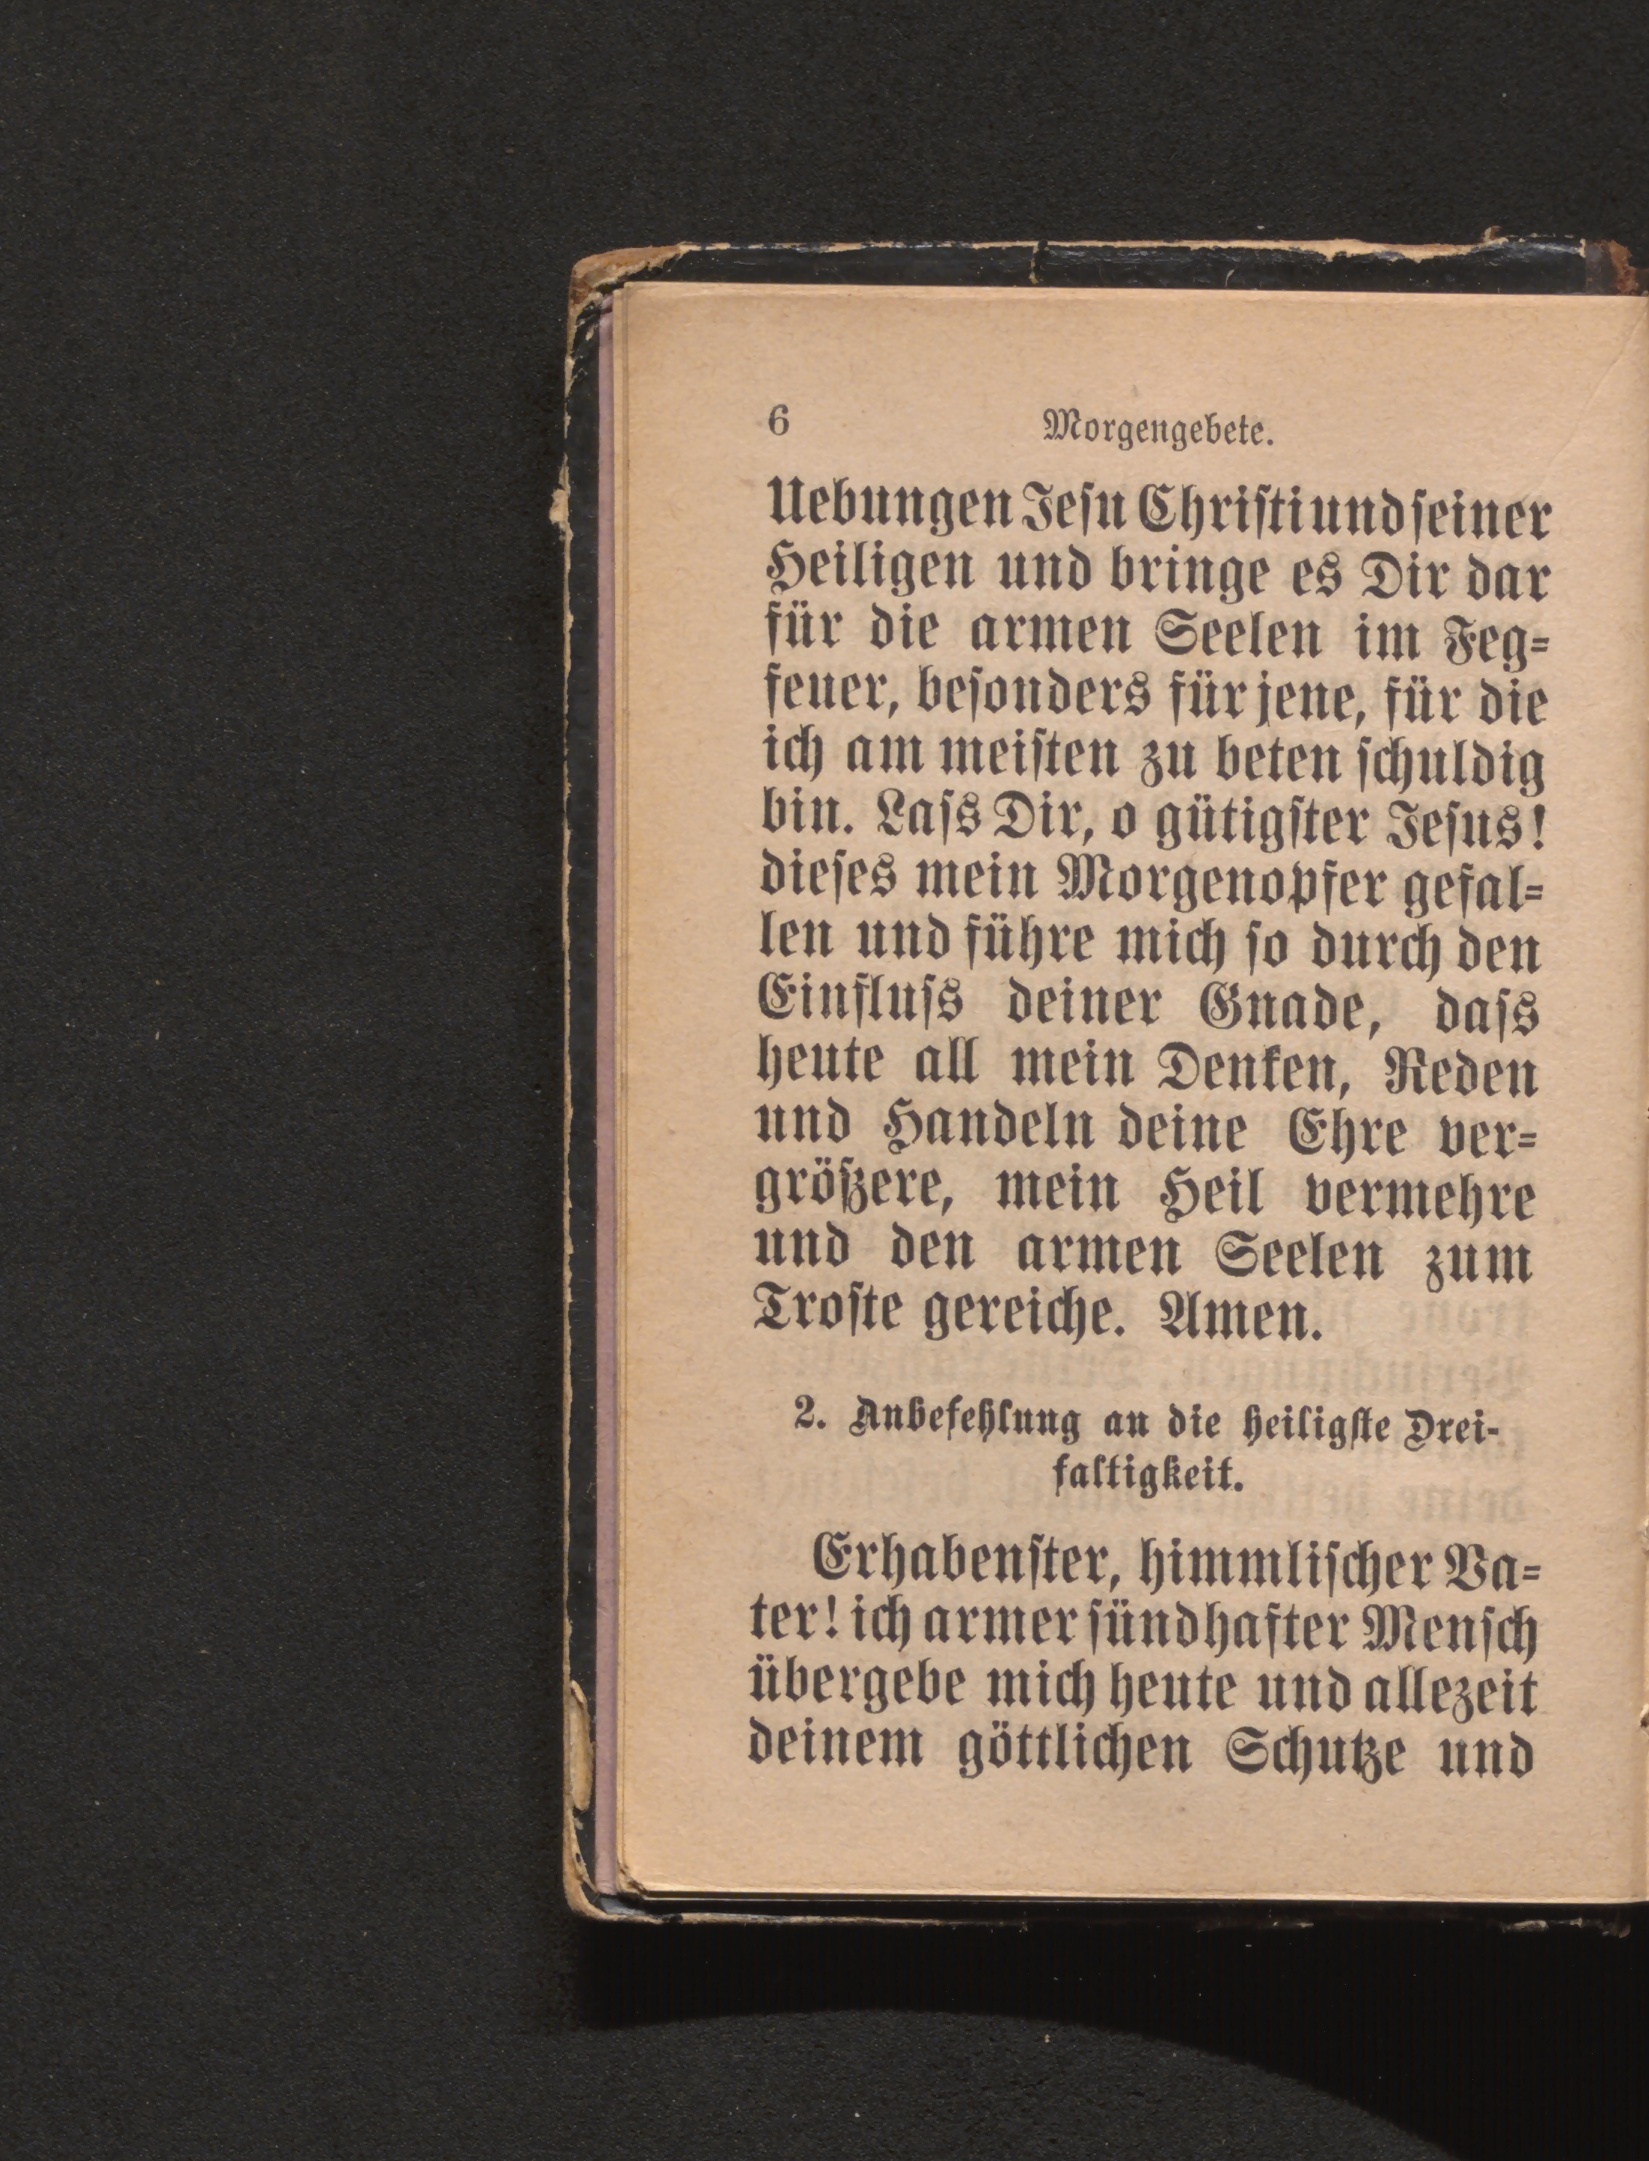 6 Morgengebete.
Uebungen Jeſu Chriſti und ſeiner
Heiligen und bringe es Dir dar
für die armen Seelen im Feg=
feuer, beſonders für jene, für die
ich am meiſten zu beten ſchuldig
bin. Laſs Dir, o gütigſter Jeſus!
dieſes mein Morgenopfer gefal=
len und führe mich ſo durch den
Einfluſs deiner Gnade, daſs
heute all mein Denken, Reden
und Handeln deine Ehre ver=
größere, mein Heil vermehre
und den armen Seelen zum
Troſte gereiche. Amen.
2. Anbefehlung an die heiligſte Drei-
faltigkeit.
Erhabenſter, himmliſcher Va=
ter! ich armer ſündhafter Menſch
übergebe mich heute und allezeit
deinem göttlichen Schutze und